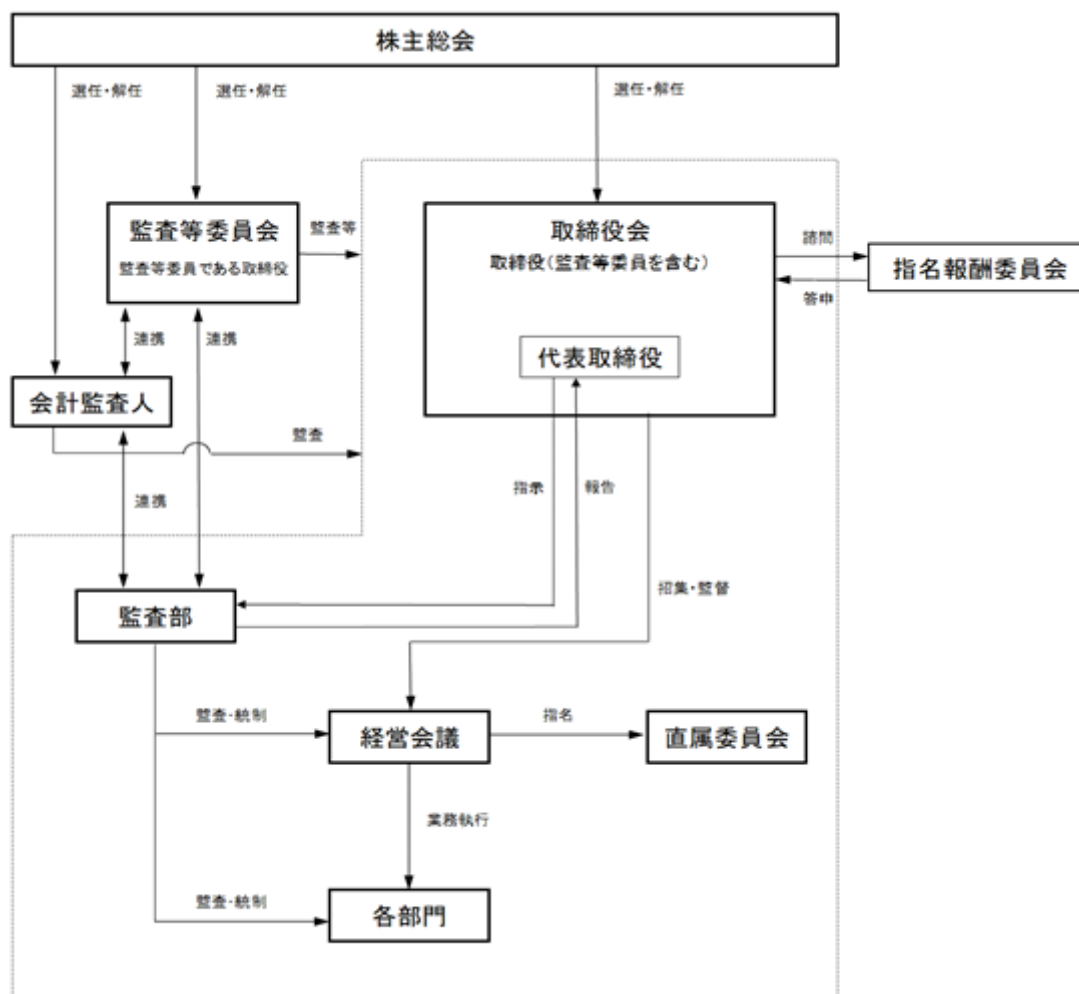 株主総会
選任・解任
選任・解任
選任・解任
監査等委員会
監査等委員である取締役
監査等
取締役会
取締役(監査等委員を含む)
諮問
指名報酬委員会
答申
代表取締役
連携
連携
会計監査人
監査
連携
指示
報告
招集・監督
監査部
監査・統制
経営会議
指名
直属委員会
業務執行
監査・統制
各部門